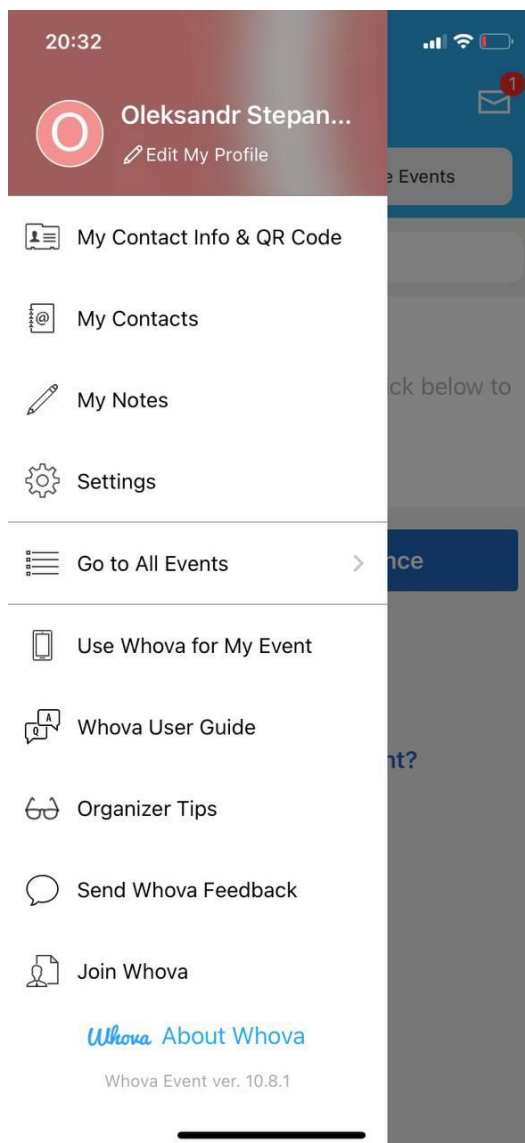 20:32
1
O
Oleksandr Stepan...
Edit My Profile
Events
My Contact Info & QR Code
@
My Contacts
ck below to
My Notes
Settings
Go to All Events
nce
Use Whova for My Event
A
Q
Whova User Guide
nt?
Organizer Tips
Send Whova Feedback
Join Whova
Whova About Whova
Whova Event ver. 10.8.1